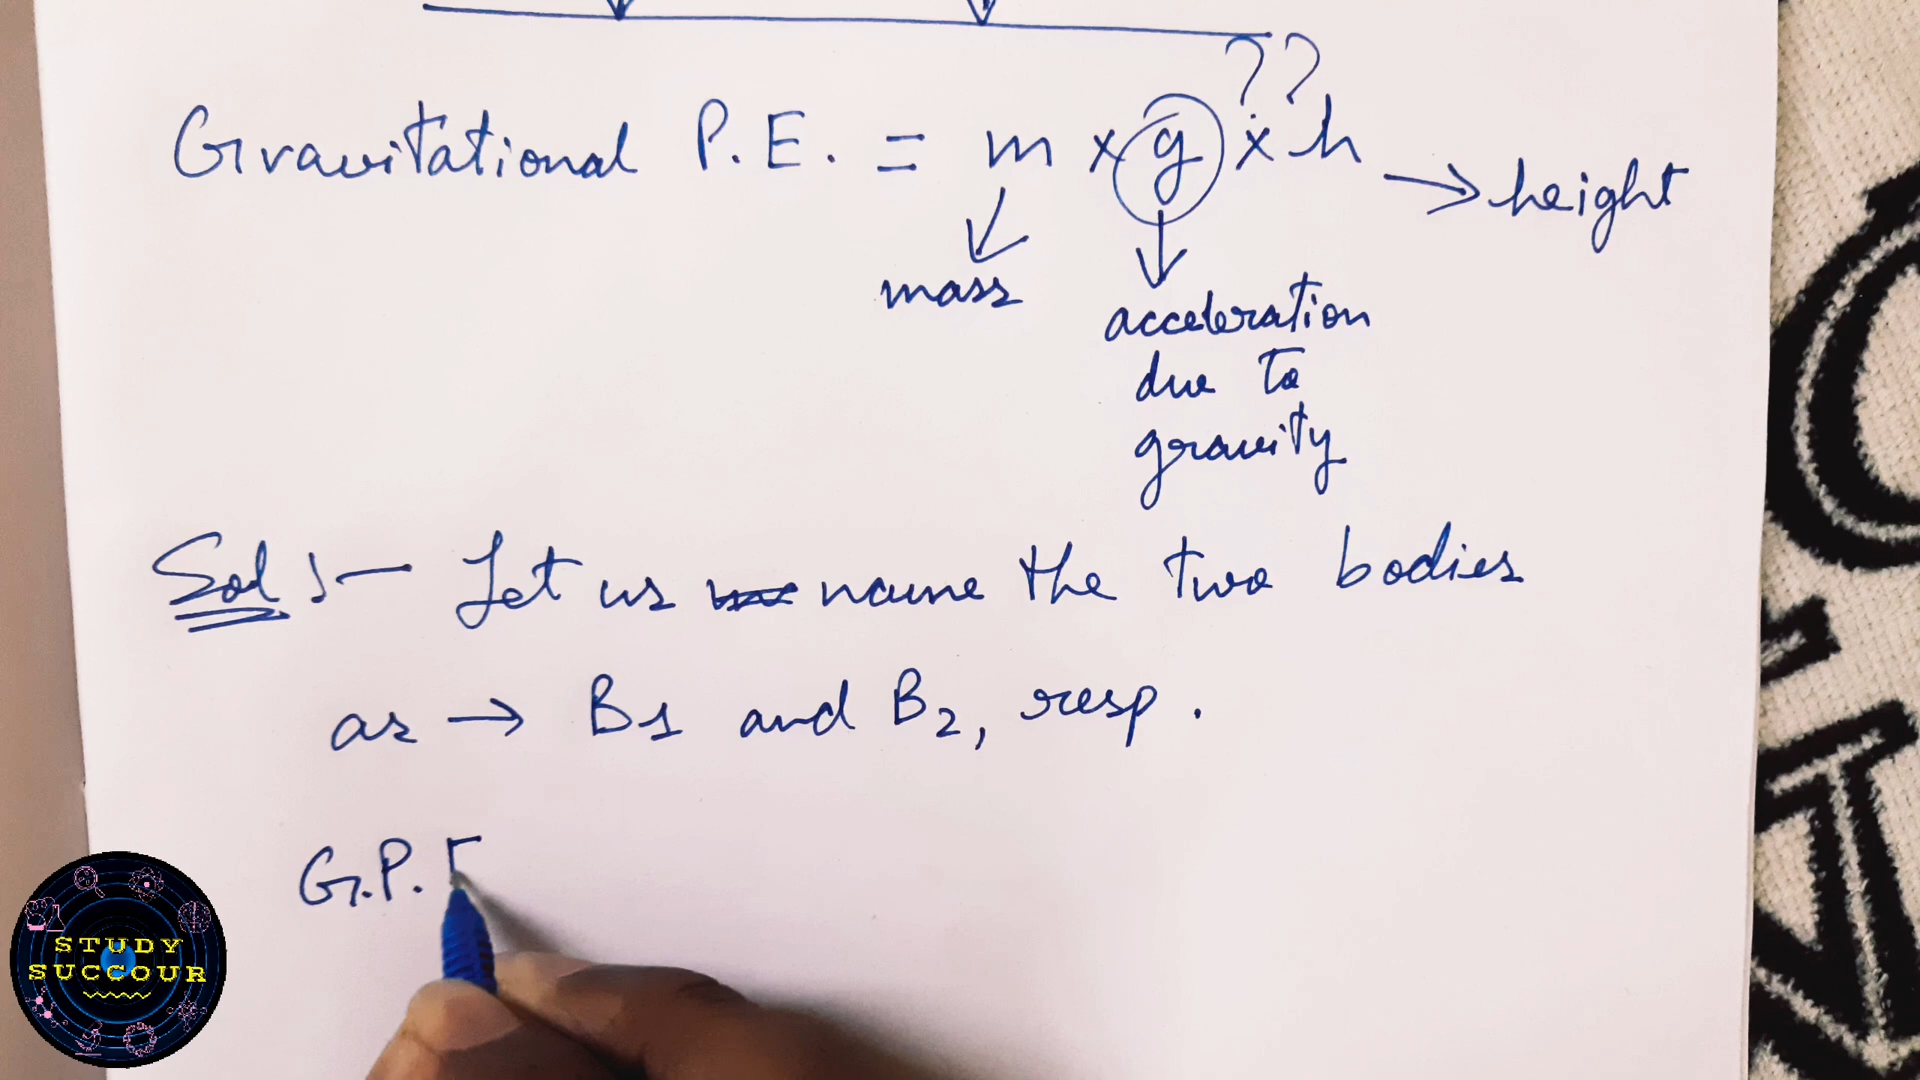 ??
Gravitational P.E. = m x g x h → height
mass
acceleration
due to
gravity
Sol :— Let us name the two bodies
as → B1 and B2, resp.
G.P.E
STUDY
SUCCOUR